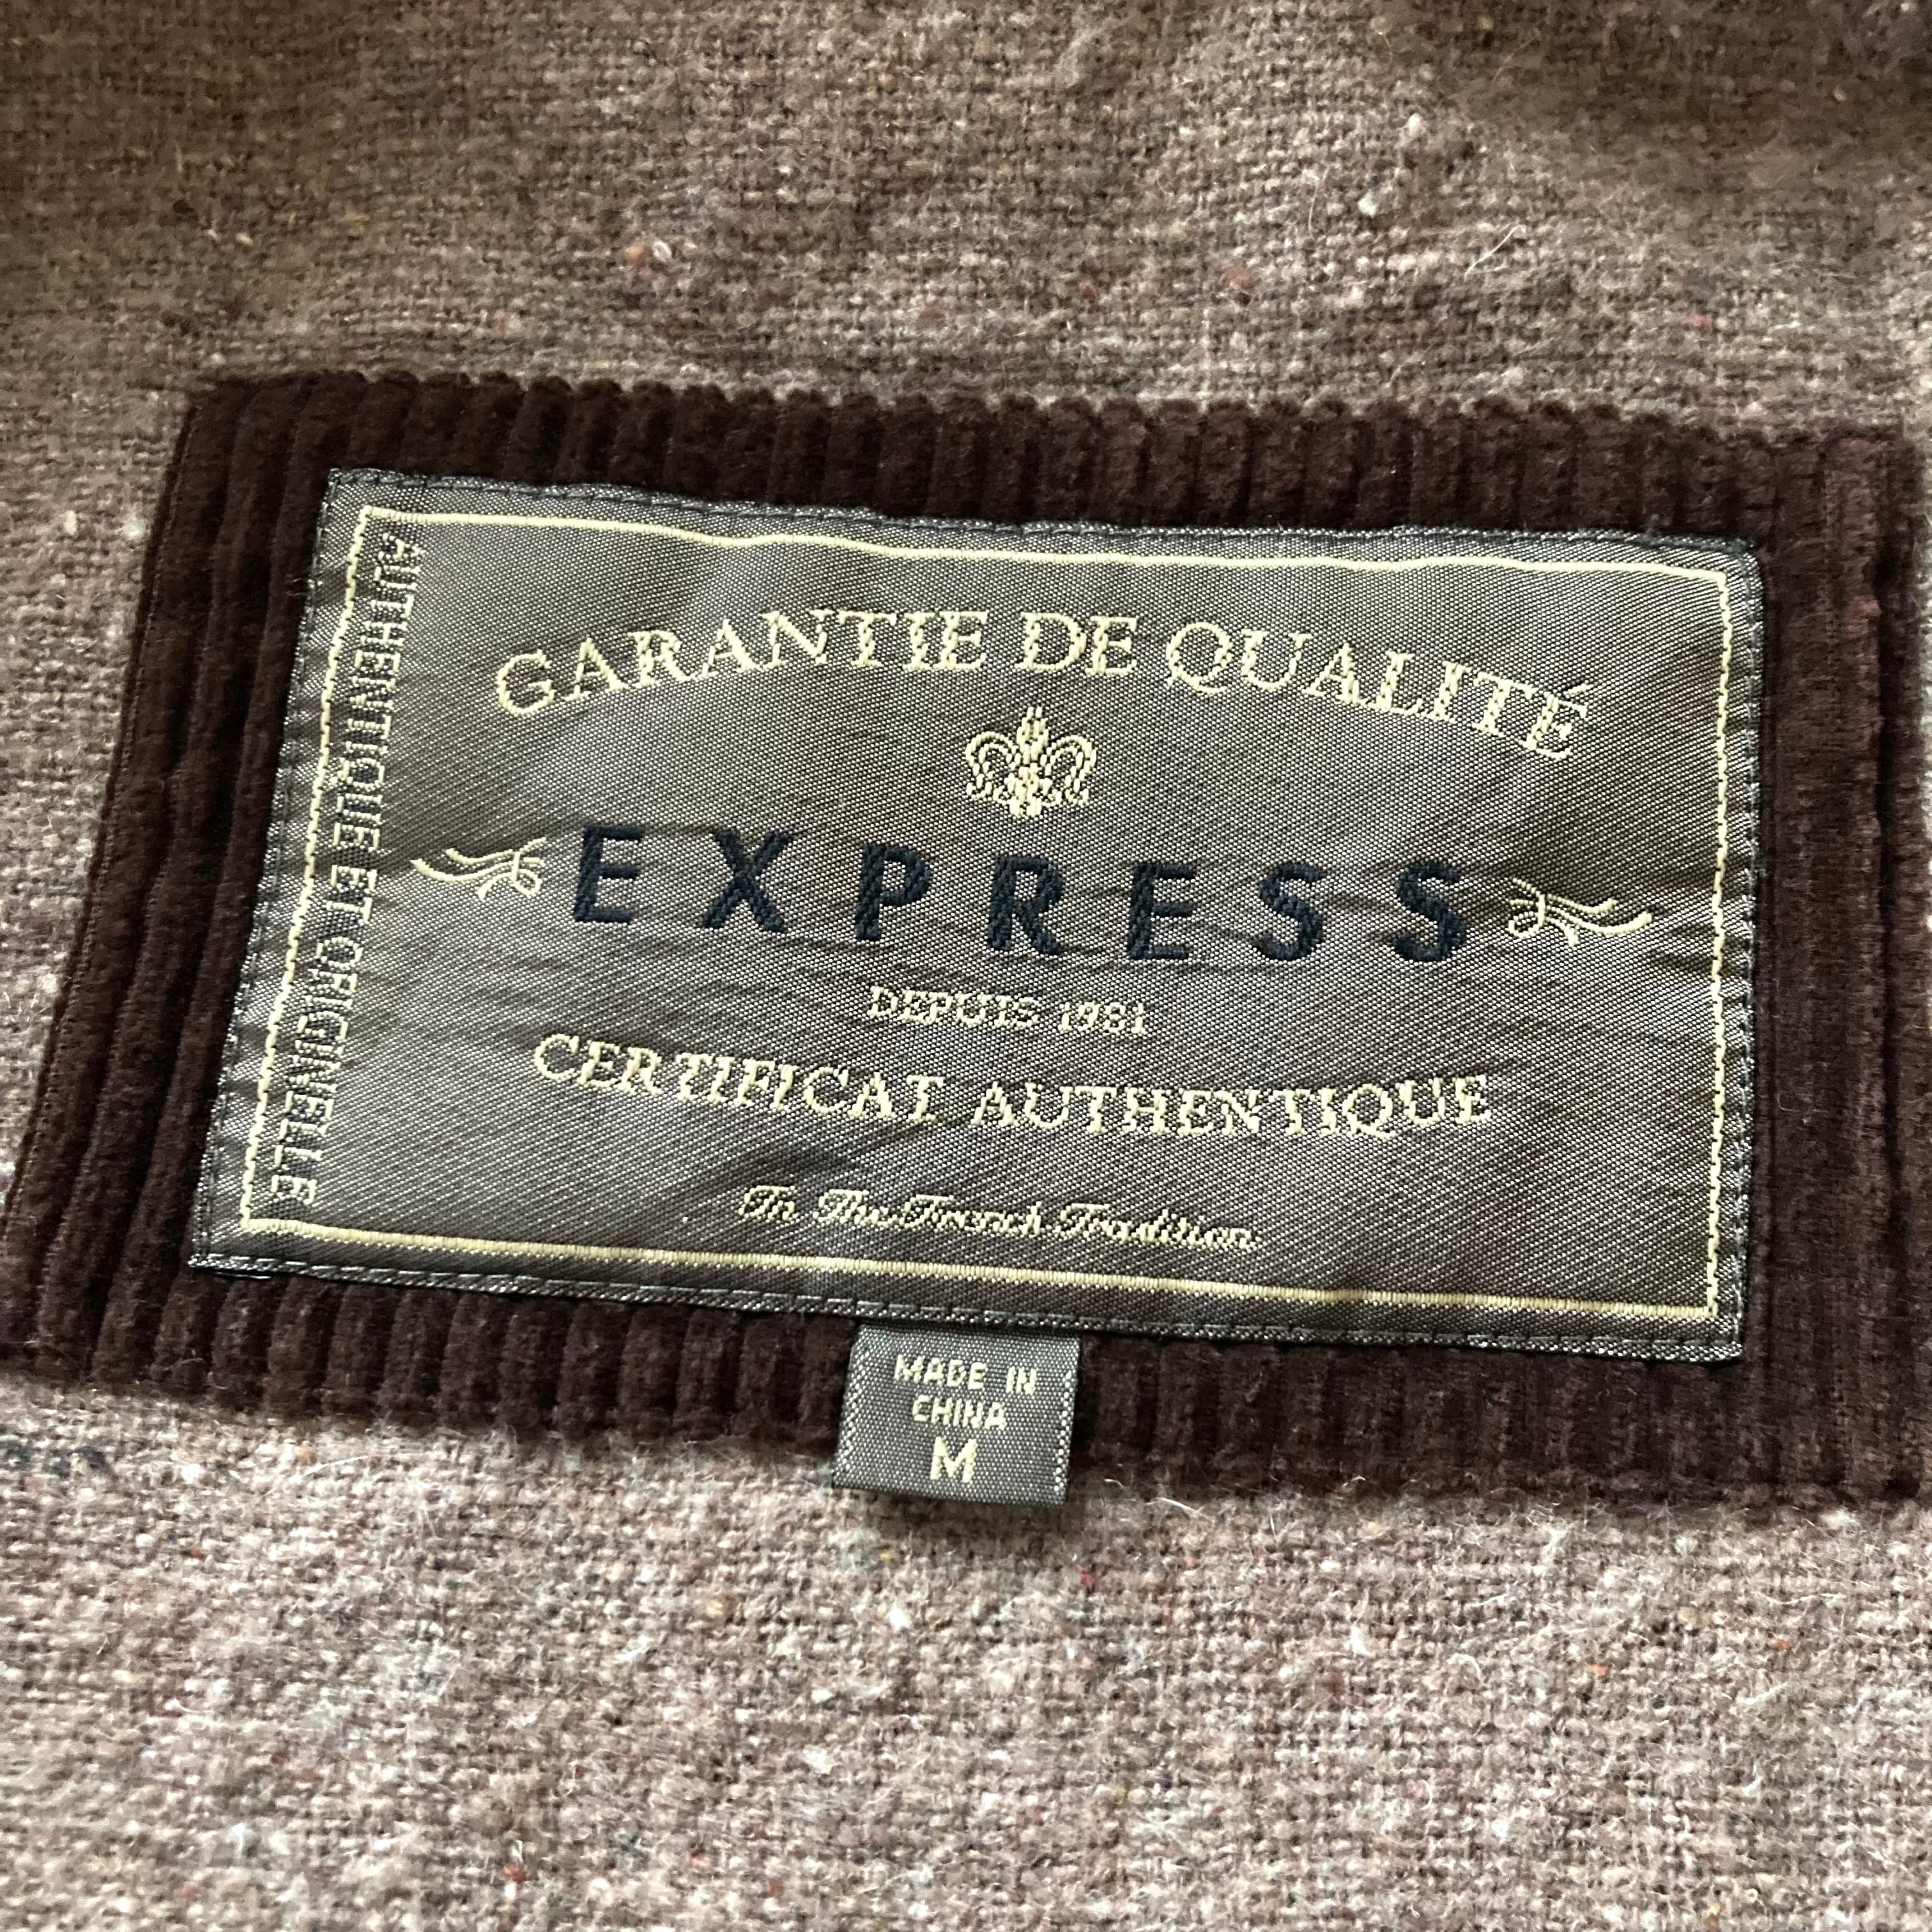 GARANTIE DE QUALITÉ
EXPRESS
DEPUIS 1981
CERTIFICAT AUTHENTIQUE
In The French Tradition
AUTHENTIQUE ET ORIGINELLE
MADE IN
CHINA
M